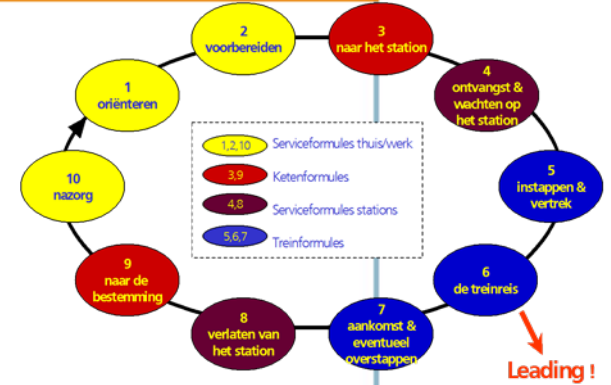 1
oriënteren
2
voorbereiden
3
naar het station
4
ontvangst &
wachten op
het station
5
instappen &
vertrek
6
de treinreis
7
aankomst &
eventueel
overstappen
8
verlaten van
het station
9
naar de
bestemming
10
nazorg
1,2,10 Serviceformules thuis/werk
3,9 Ketenformules
4,8 Serviceformules stations
5,6,7 Treinformules
Leading !